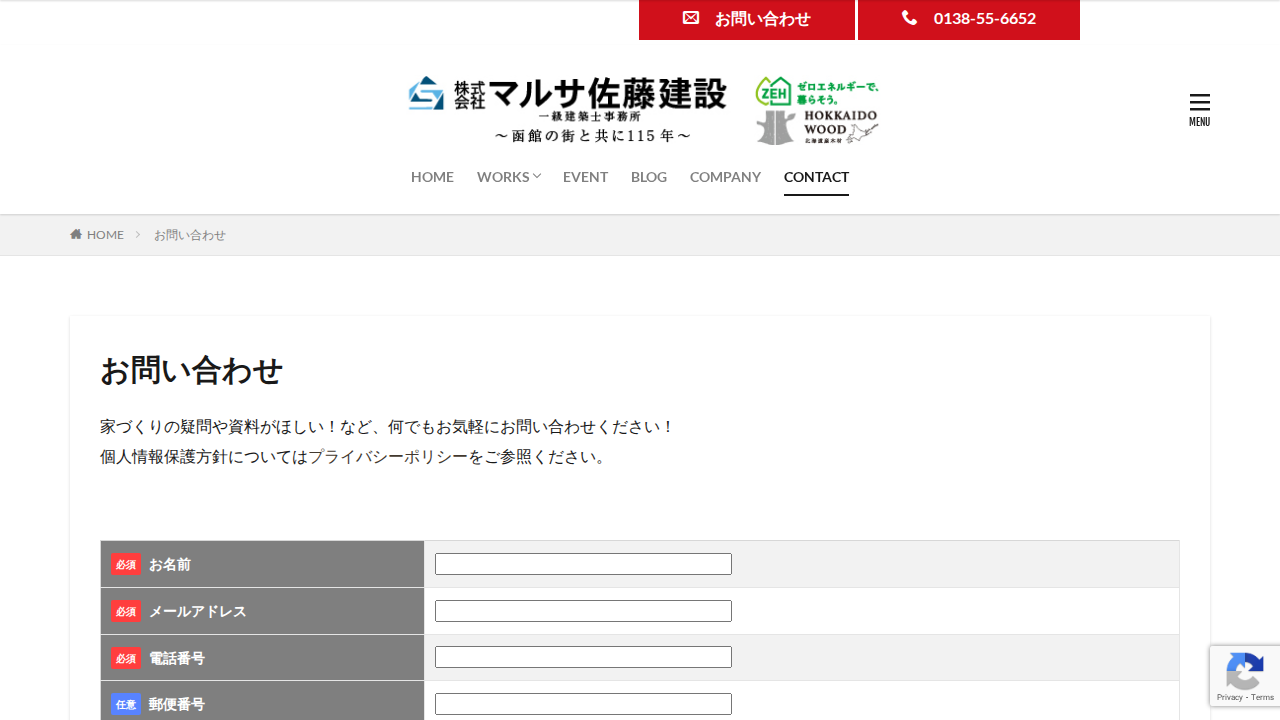 お問い合わせ 0138-55-6652
株式会社マルサ佐藤建設
一級建築士事務所
～函館の街と共に115年～
ZEH ゼロエネルギーで、暮らそう。
HOKKAIDO WOOD
北海道産木材
MENU
HOME WORKS EVENT BLOG COMPANY CONTACT
HOME お問い合わせ
お問い合わせ
家づくりの疑問や資料がほしい！など、何でもお気軽にお問い合わせください！
個人情報保護方針についてはプライバシーポリシーをご参照ください。
必須 お名前
必須 メールアドレス
必須 電話番号
任意 郵便番号
Privacy - Terms